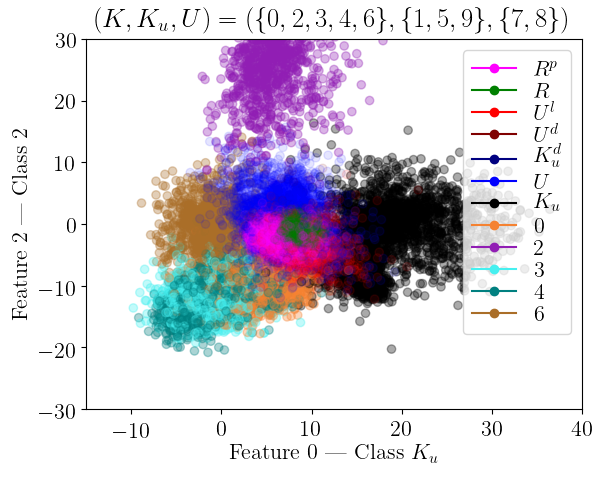 (K, K_u, U) = ({0, 2, 3, 4, 6}, {1, 5, 9}, {7, 8})
30
20
10
0
−10
−20
−30
Feature 2 — Class 2
R^p
R
U^l
U^d
K_u^d
U
K_u
0
2
3
4
6
−10
0
10
20
30
40
Feature 0 — Class K_u